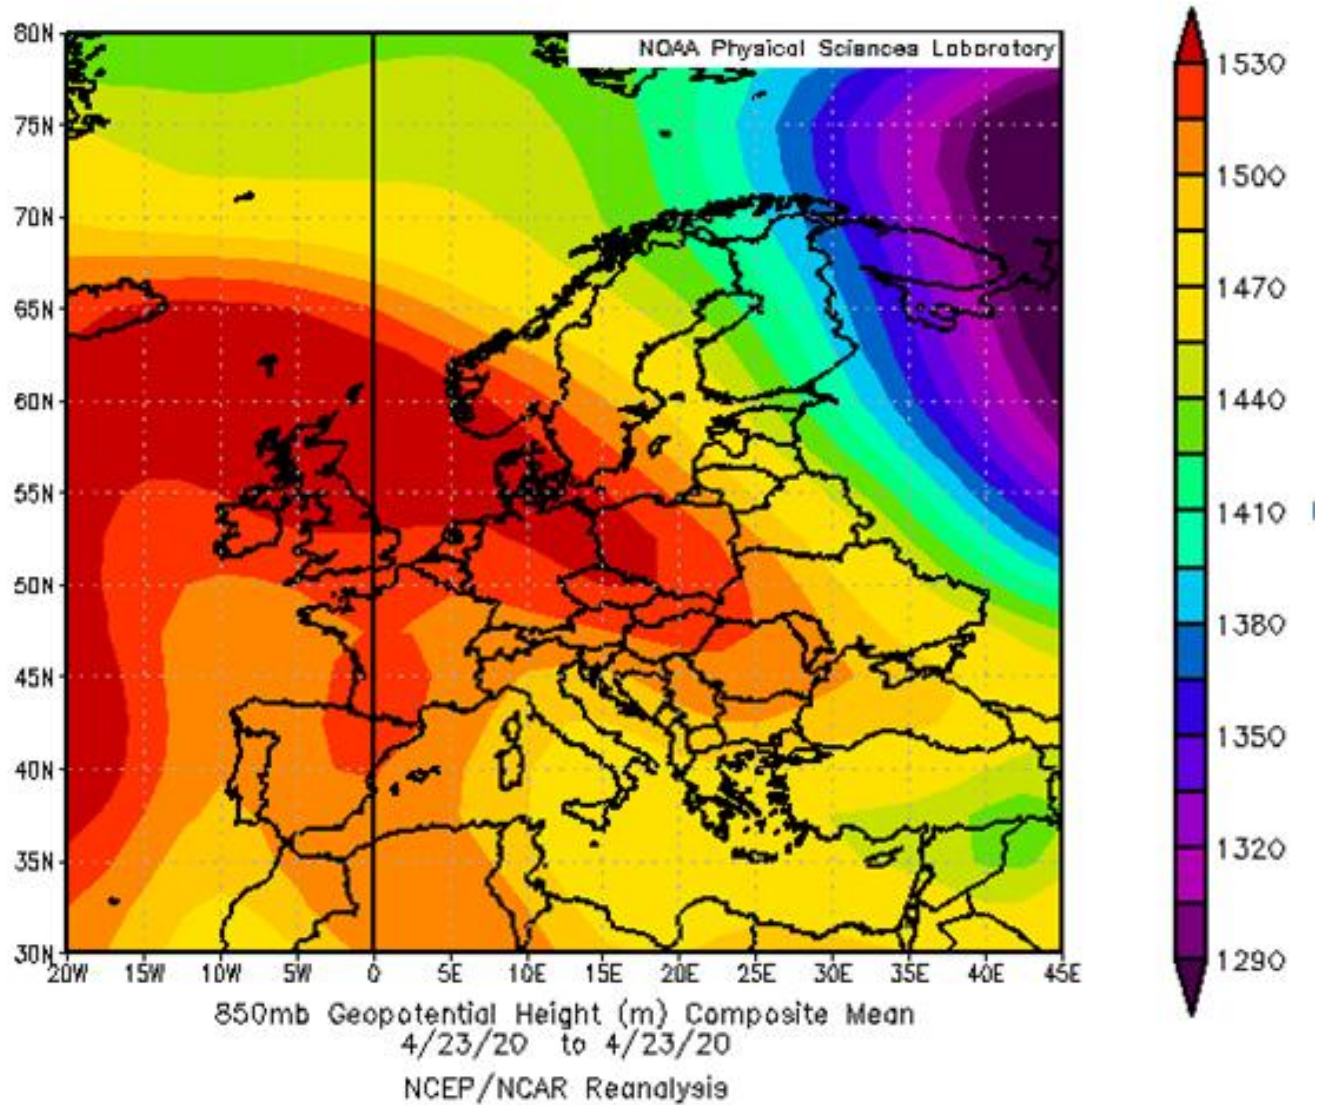 80N
NOAA Physical Sciences Laboratory
75N
70N
65N
60N
55N
50N
45N
40N
35N
30N
20W 15W 10W 5W 0 5E 10E 15E 20E 25E 30E 35E 40E 45E
850mb Geopotential Height (m) Composite Mean
4/23/20 to 4/23/20
NCEP/NCAR Reanalysis
1530
1500
1470
1440
1410
1380
1350
1320
1290